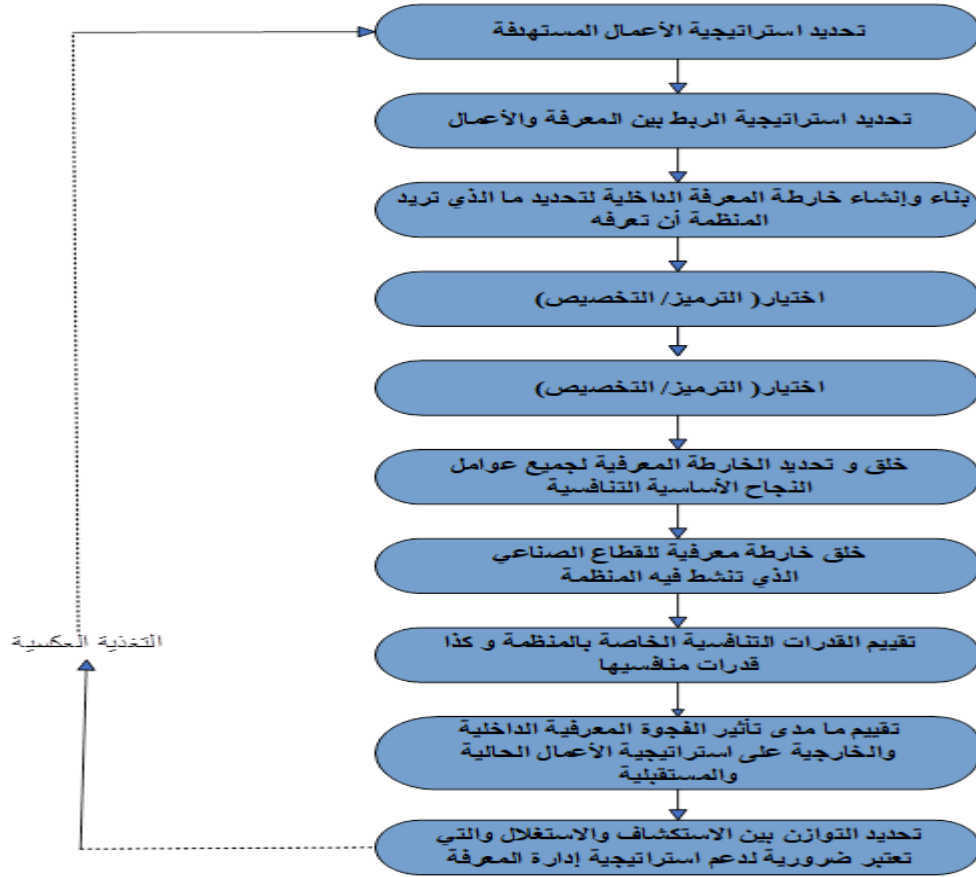 تحديد استراتيجية الأعمال المستهدفة
تحديد استراتيجية الربط بين المعرفة والأعمال
بناء وإنشاء خارطة المعرفة الداخلية لتحديد ما الذي تريد
المنظمة أن تعرفه
اختيار( الترميز/ التخصيص)
اختيار( الترميز/ التخصيص)
خلق و تحديد الخارطة المعرفية لجميع عوامل
النجاح الأساسية التنافسية
خلق خارطة معرفية للقطاع الصناعي
الذي تنشط فيه المنظمة
تقييم القدرات التنافسية الخاصة بالمنظمة و كذا
قدرات منافسيها
تقييم ما مدى تأثير الفجوة المعرفية الداخلية
والخارجية على استراتيجية الأعمال الحالية
والمستقبلية
تحديد التوازن بين الاستكشاف والاستغلال والتي
تعتبر ضرورية لدعم استراتيجية إدارة المعرفة
التغذية العكسية